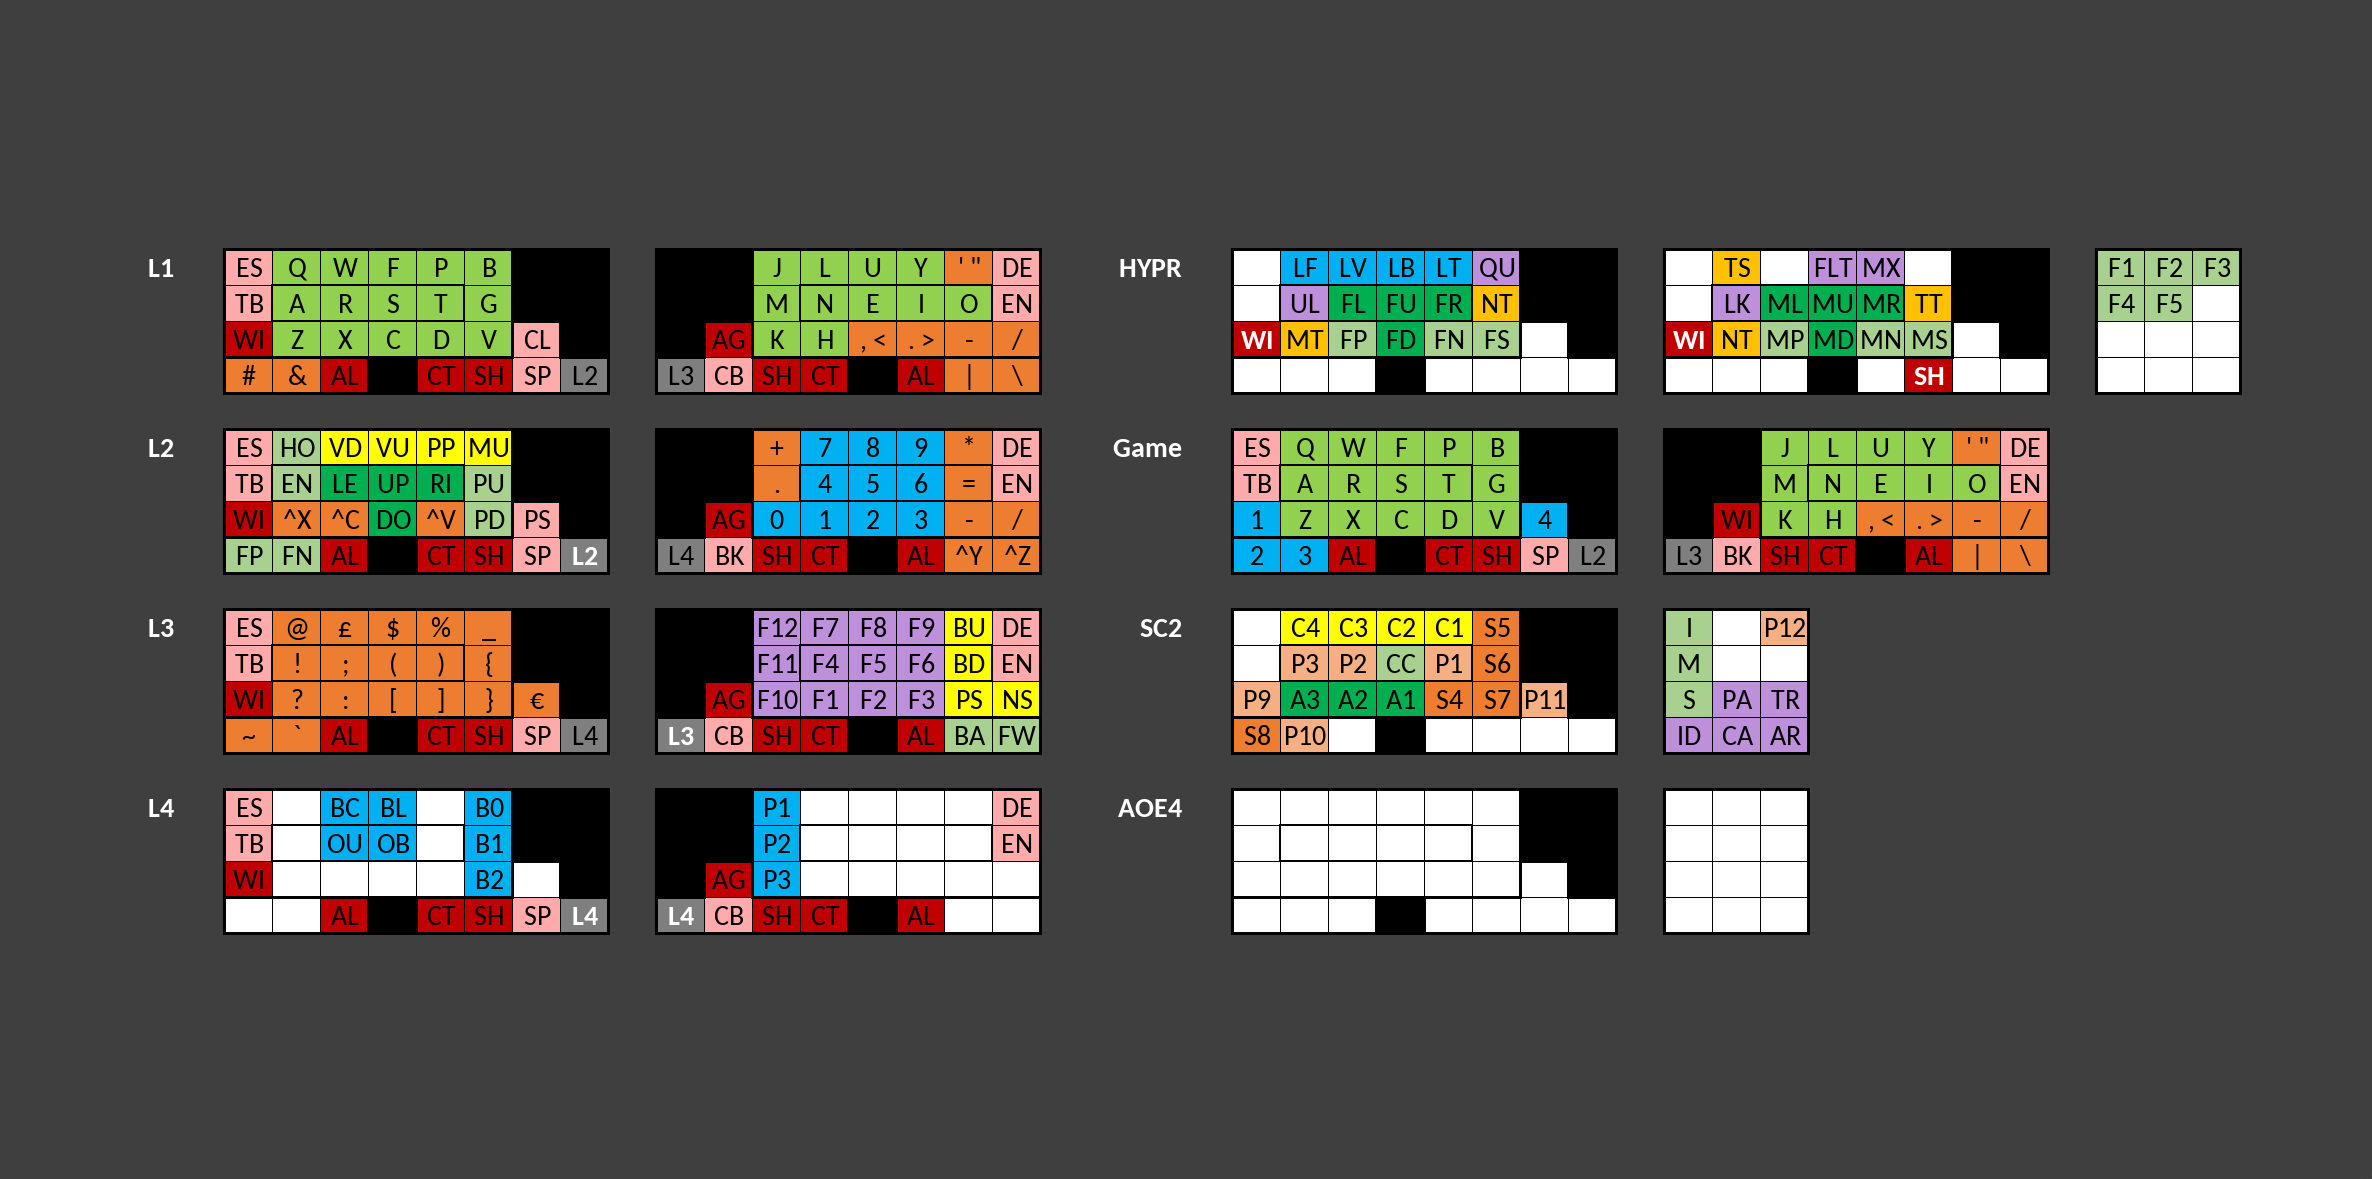 L1 ES Q W F P B J L U Y ' " DE
TB A R S T G M N E I O EN
WI Z X C D V CL AG K H , < . > - /
# & AL CT SH SP L2 L3 CB SH CT AL | \
HYPR LF LV LB LT QU TS FLT MX F1 F2 F3
UL FL FU FR NT LK ML MU MR TT F4 F5
WI MT FP FD FN FS WI NT MP MD MN MS
SH
L2 ES HO VD VU PP MU + 7 8 9 * DE
TB EN LE UP RI PU . 4 5 6 = EN
WI ^X ^C DO ^V PD PS AG 0 1 2 3 - /
FP FN AL CT SH SP L2 L4 BK SH CT AL ^Y ^Z
Game ES Q W F P B J L U Y ' " DE
TB A R S T G M N E I O EN
1 Z X C D V 4 WI K H , < . > - /
2 3 AL CT SH SP L2 L3 BK SH CT AL | \
L3 ES @ £ $ % _ F12 F7 F8 F9 BU DE
TB ! ; ( ) { F11 F4 F5 F6 BD EN
WI ? : [ ] } € AG F10 F1 F2 F3 PS NS
~ ` AL CT SH SP L4 L3 CB SH CT AL BA FW
SC2 C4 C3 C2 C1 S5 I P12
P3 P2 CC P1 S6 M
P9 A3 A2 A1 S4 S7 P11 S PA TR
S8 P10 ID CA AR
L4 ES BC BL B0 P1 DE
TB OU OB B1 P2 EN
WI B2 AG P3
AL CT SH SP L4 L4 CB SH CT AL
AOE4